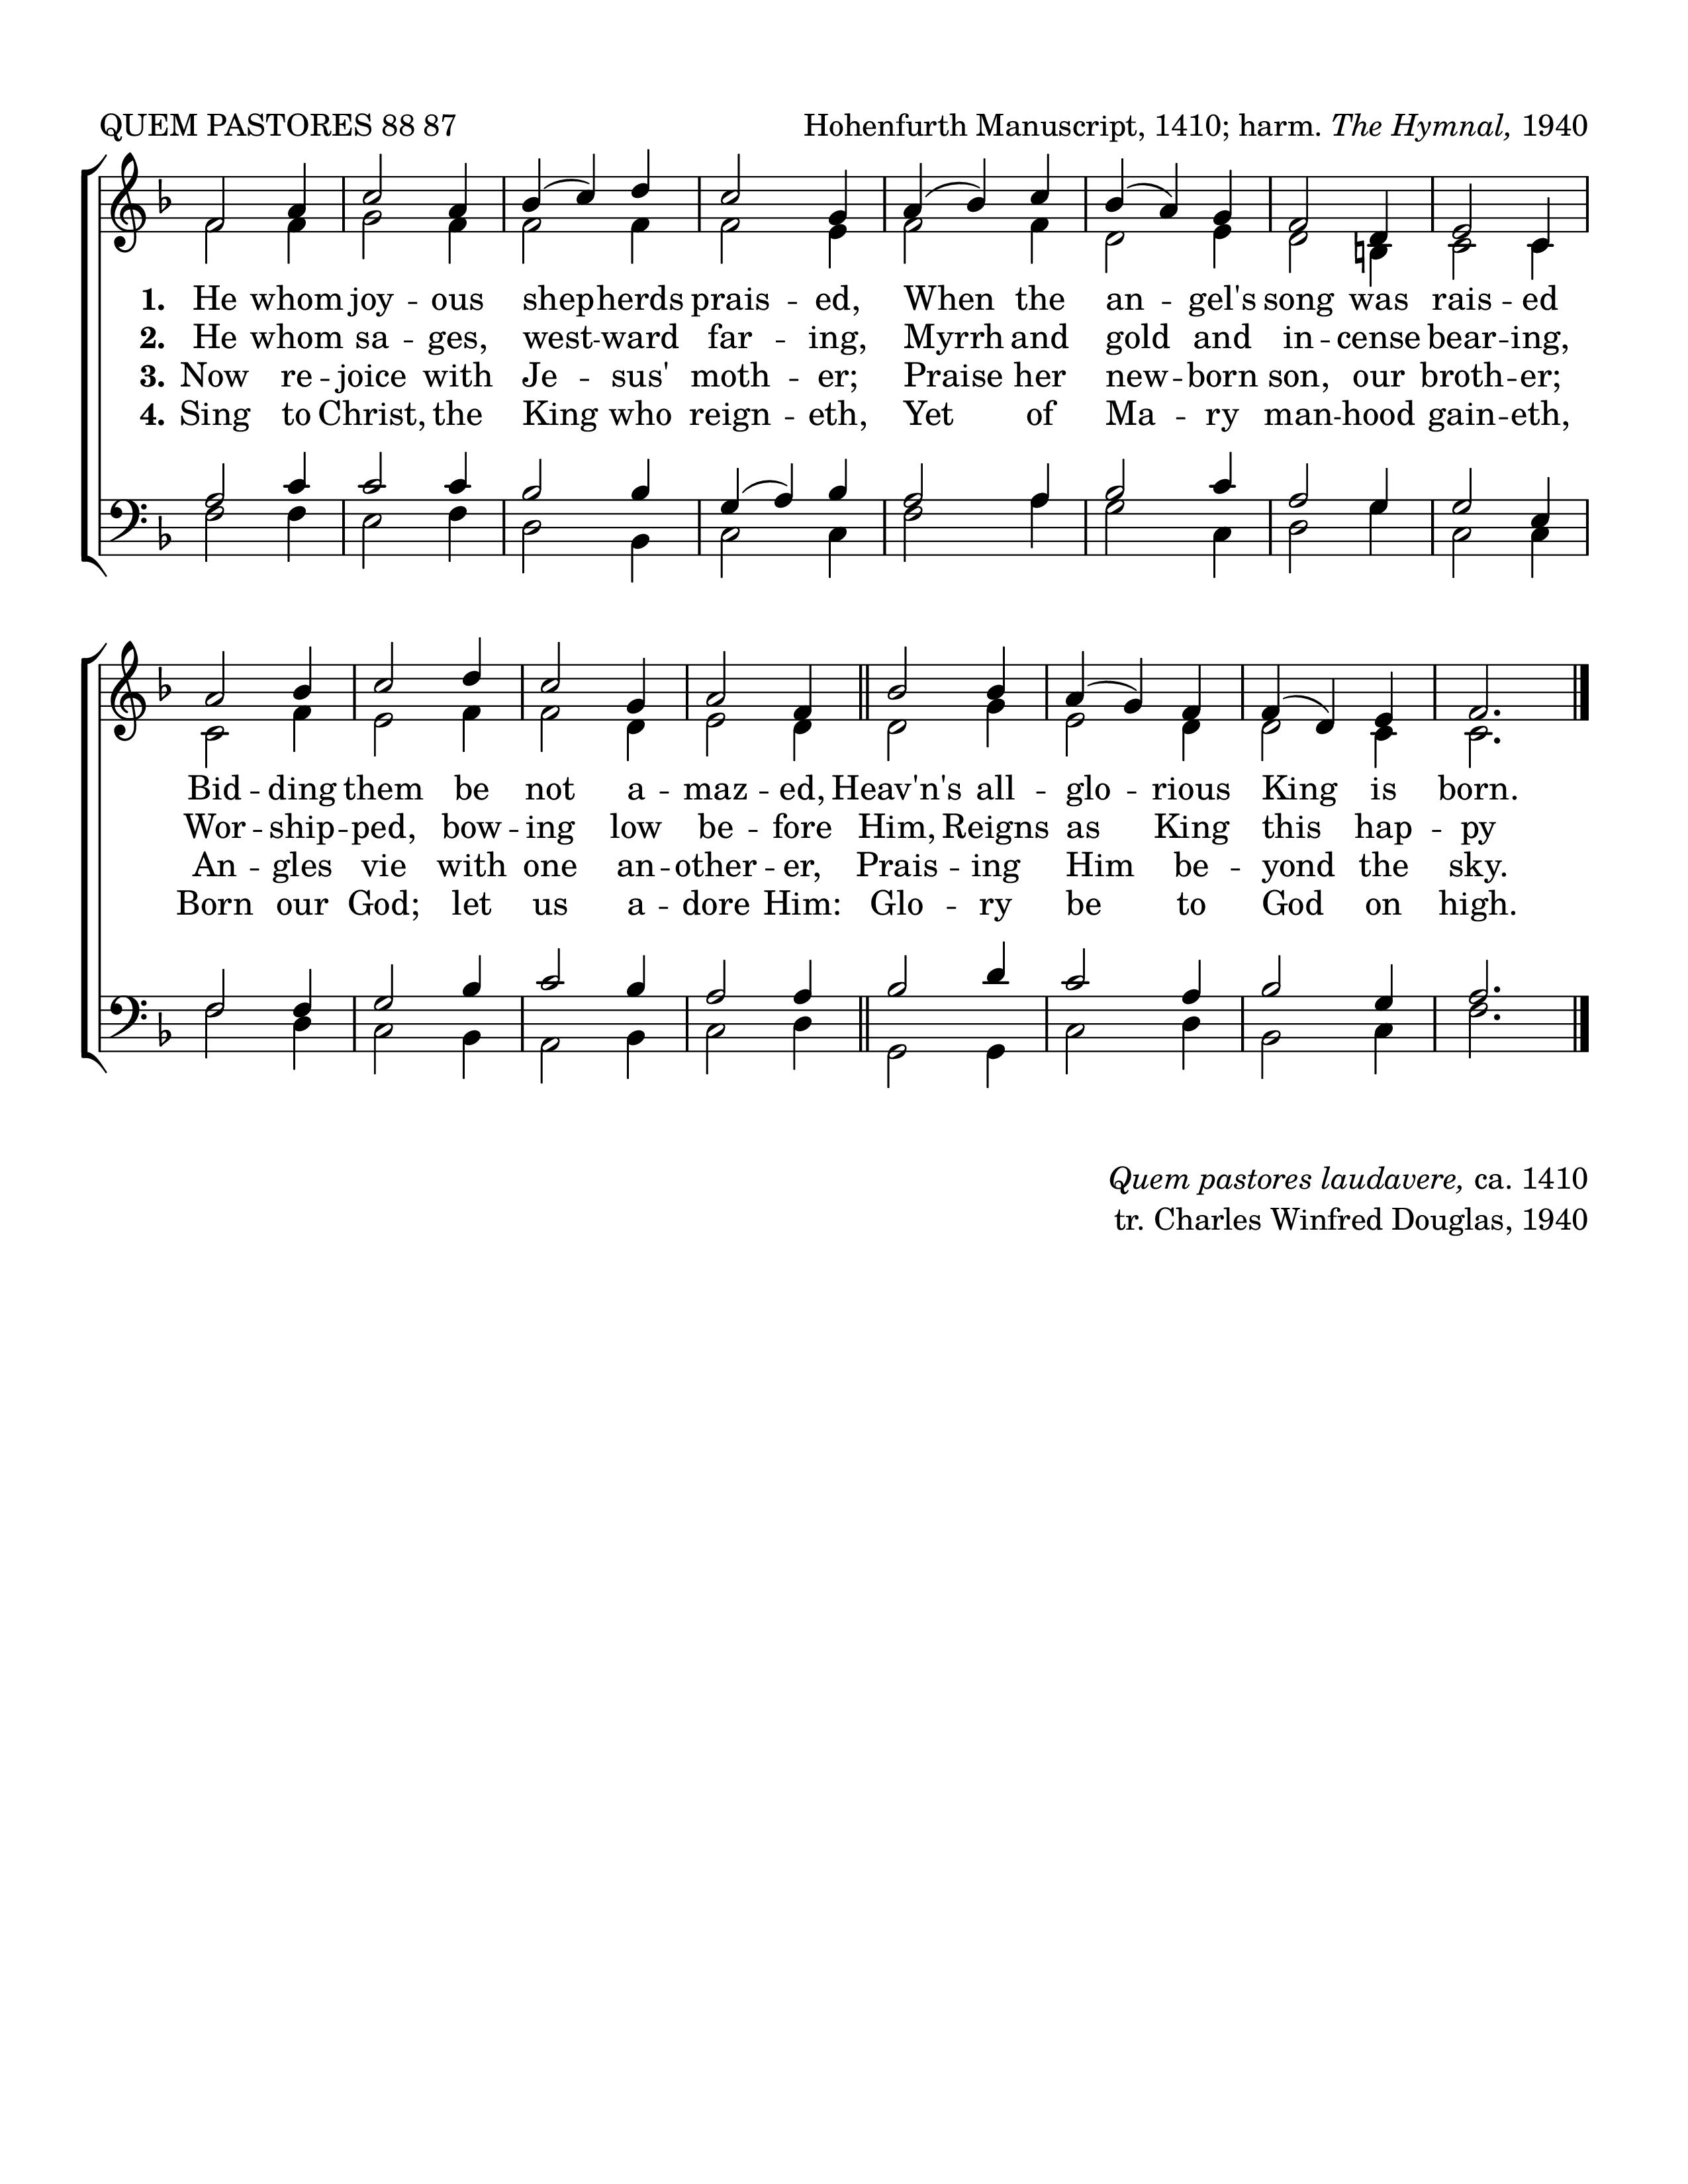 QUEM PASTORES 88 87
Hohenfurth Manuscript, 1410; harm. The Hymnal, 1940
1. He whom joy -- ous shepherds prais -- ed, When the an -- gel's song was rais -- ed
2. He whom sa -- ges, west -- ward far -- ing, Myrrh and gold and in -- cense bear -- ing,
3. Now re -- joice with Je -- sus' moth -- er; Praise her new -- born son, our broth -- er;
4. Sing to Christ, the King who reign -- eth, Yet of Ma -- ry man -- hood gain -- eth,
Bid -- ding them be not a -- maz -- ed, Heav'n's all -- glo -- rious King is born.
Wor -- ship -- ped, bow -- ing low be -- fore Him, Reigns as King this hap -- py
An -- gles vie with one an -- other -- er, Prais -- ing Him be -- yond the sky.
Born our God; let us a -- dore Him: Glo -- ry be to God on high.
Quem pastores laudavere, ca. 1410
tr. Charles Winfred Douglas, 1940